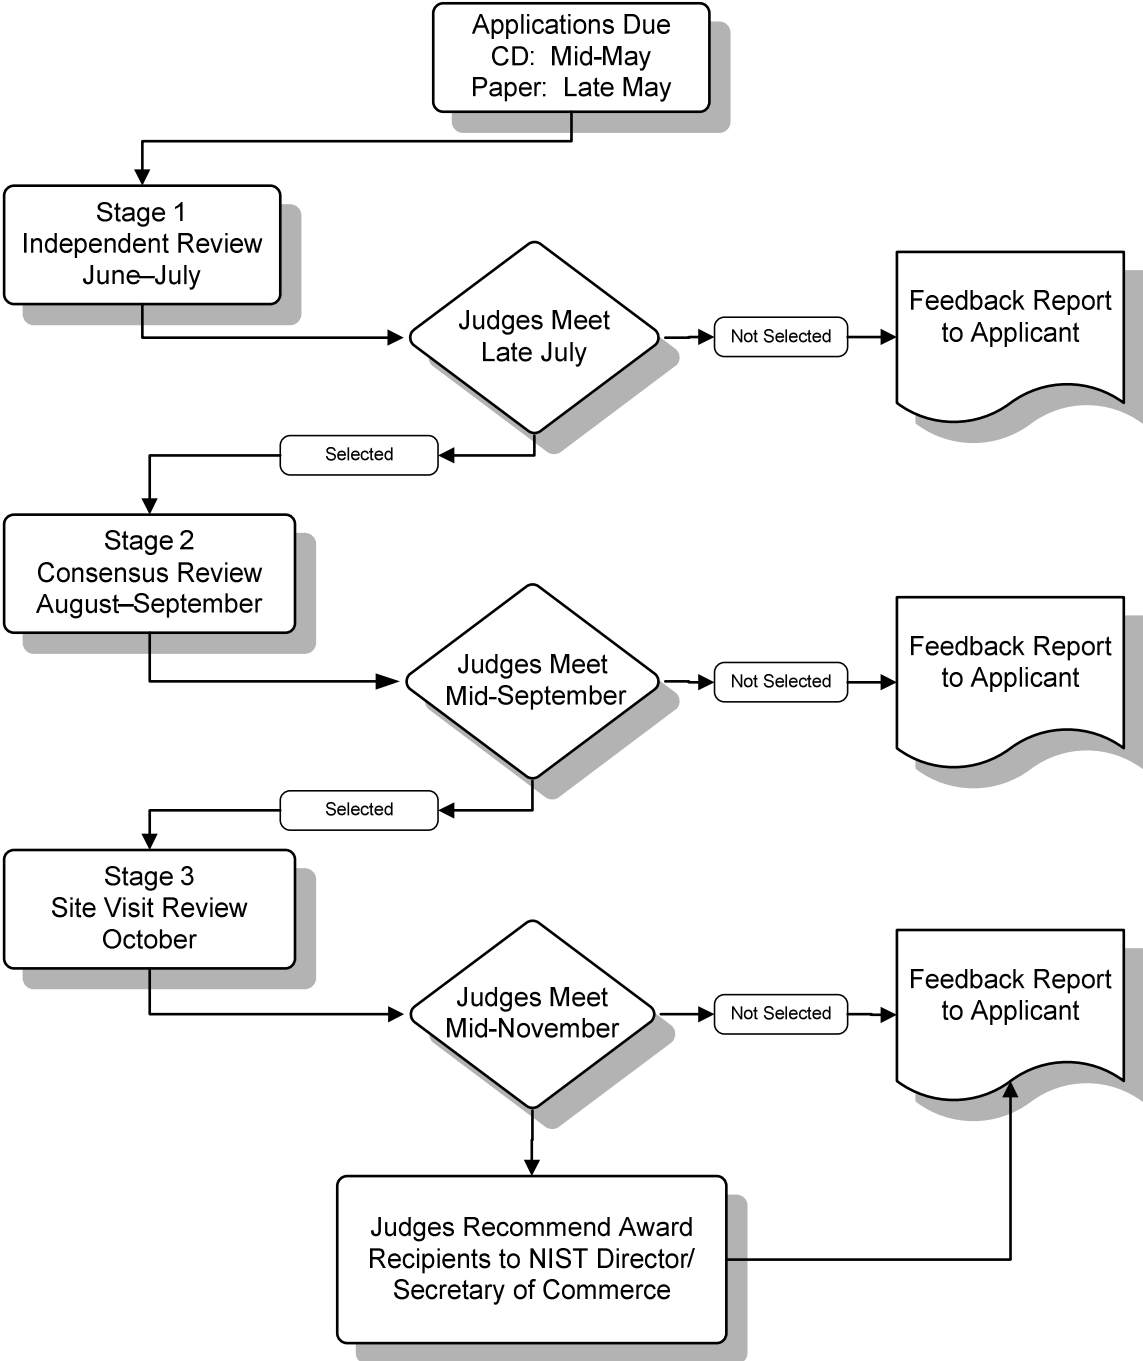 Applications Due
CD:  Mid-May
Paper:  Late May
Stage 1
Independent Review
June–July
Judges Meet
Late July
Not Selected
Feedback Report
to Applicant
Selected
Stage 2
Consensus Review
August–September
Judges Meet
Mid-September
Not Selected
Feedback Report
to Applicant
Selected
Stage 3
Site Visit Review
October
Judges Meet
Mid-November
Not Selected
Feedback Report
to Applicant
Judges Recommend Award
Recipients to NIST Director/
Secretary of Commerce